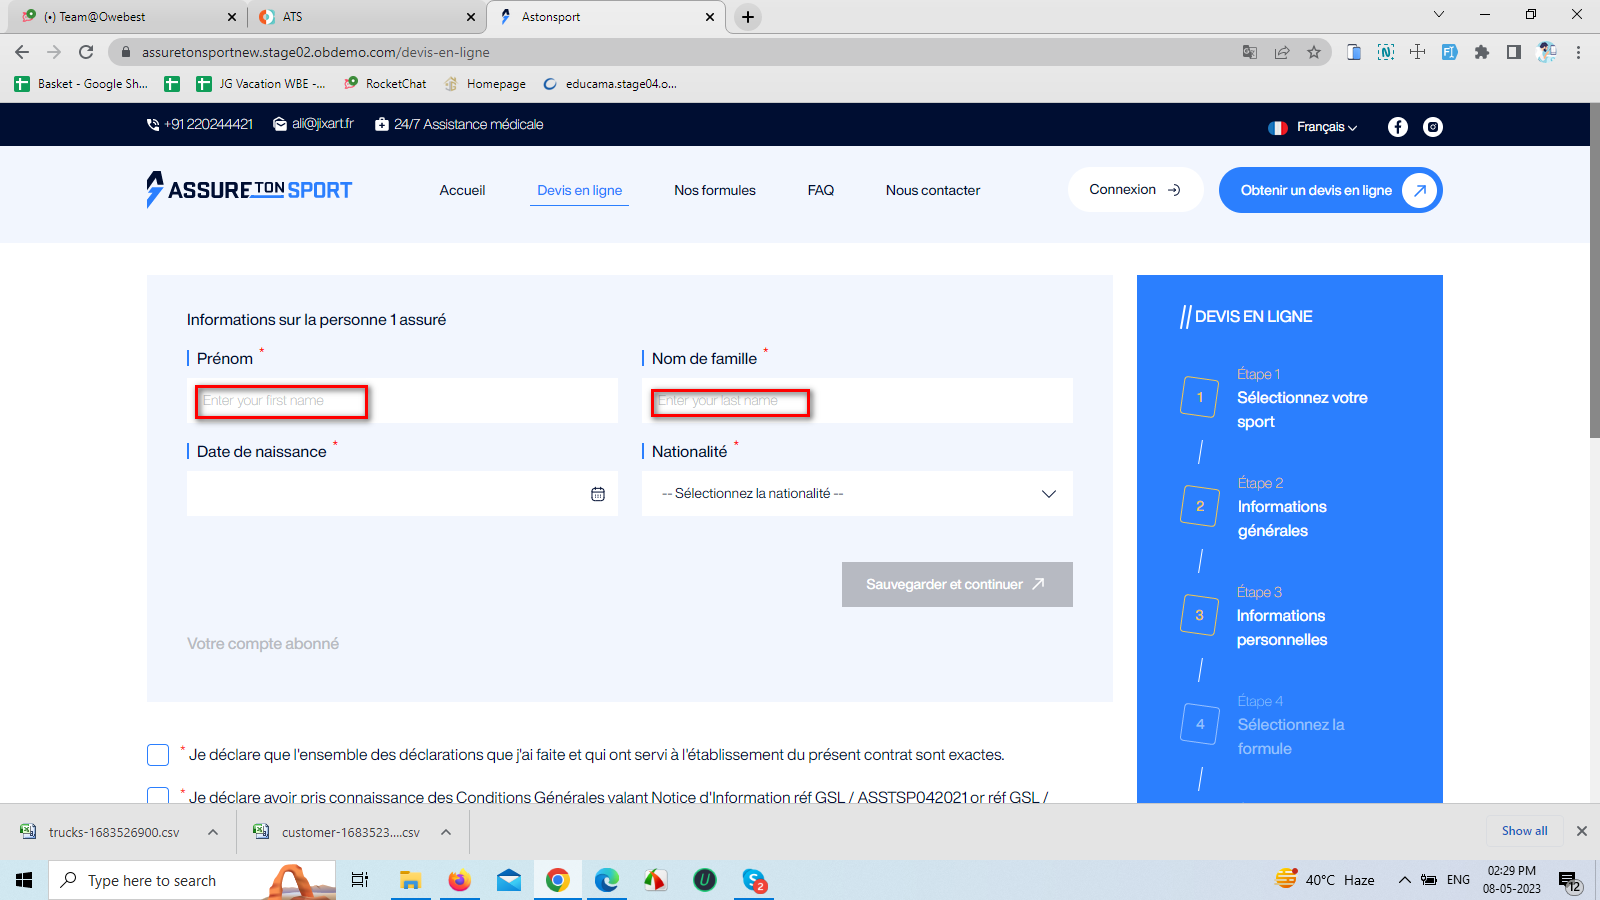 (•) Team@Owebest
ATS
Astonsport
assuretonsportnew.stage02.obdemo.com/devis-en-ligne
Basket - Google Sh...
JG Vacation WBE -...
RocketChat
Homepage
educama.stage04.o...
+91 220244421
ali@jixart.fr
24/7 Assistance médicale
Français
ASSURE TON SPORT
Accueil
Devis en ligne
Nos formules
FAQ
Nous contacter
Connexion
Obtenir un devis en ligne
Informations sur la personne 1 assuré
Prénom *
Nom de famille *
Enter your first name
Enter your last name
Date de naissance *
Nationalité *
-- Sélectionnez la nationalité --
Sauvegarder et continuer
Votre compte abonné
* Je déclare que l'ensemble des déclarations que j'ai faite et qui ont servi à l'établissement du présent contrat sont exactes.
* Je déclare avoir pris connaissance des Conditions Générales valant Notice d'Information réf GSL / ASSTSP042021 or réf GSL /
// DEVIS EN LIGNE
Étape 1
1
Sélectionnez votre
sport
Étape 2
2
Informations
générales
Étape 3
3
Informations
personnelles
Étape 4
4
Sélectionnez la
formule
trucks-1683526900.csv
customer-1683523....csv
Show all
Type here to search
2
40°C Haze
ENG
02:29 PM
08-05-2023
12